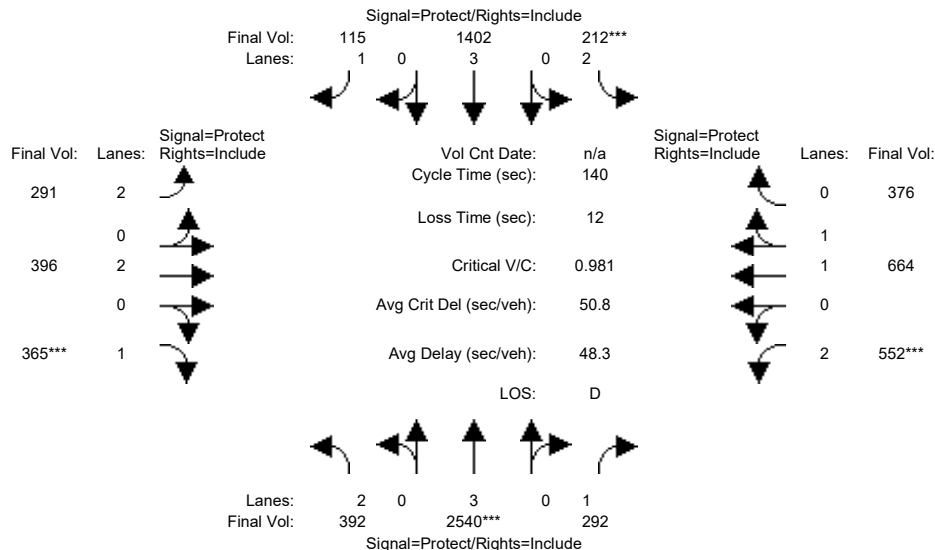 Signal=Protect/Rights=Include
Final Vol: 115 1402 212***
Lanes: 1 0 3 0 2
Signal=Protect Signal=Protect
Final Vol: Lanes: Rights=Include Vol Cnt Date: n/a Rights=Include Lanes: Final Vol:
Cycle Time (sec): 140
291 2 0 376
Loss Time (sec): 12
0 1
396 2 Critical V/C: 0.981 1 664
0 Avg Crit Del (sec/veh): 50.8 0
365*** 1 Avg Delay (sec/veh): 48.3 2 552***
LOS: D
Lanes: 2 0 3 0 1
Final Vol: 392 2540*** 292
Signal=Protect/Rights=Include